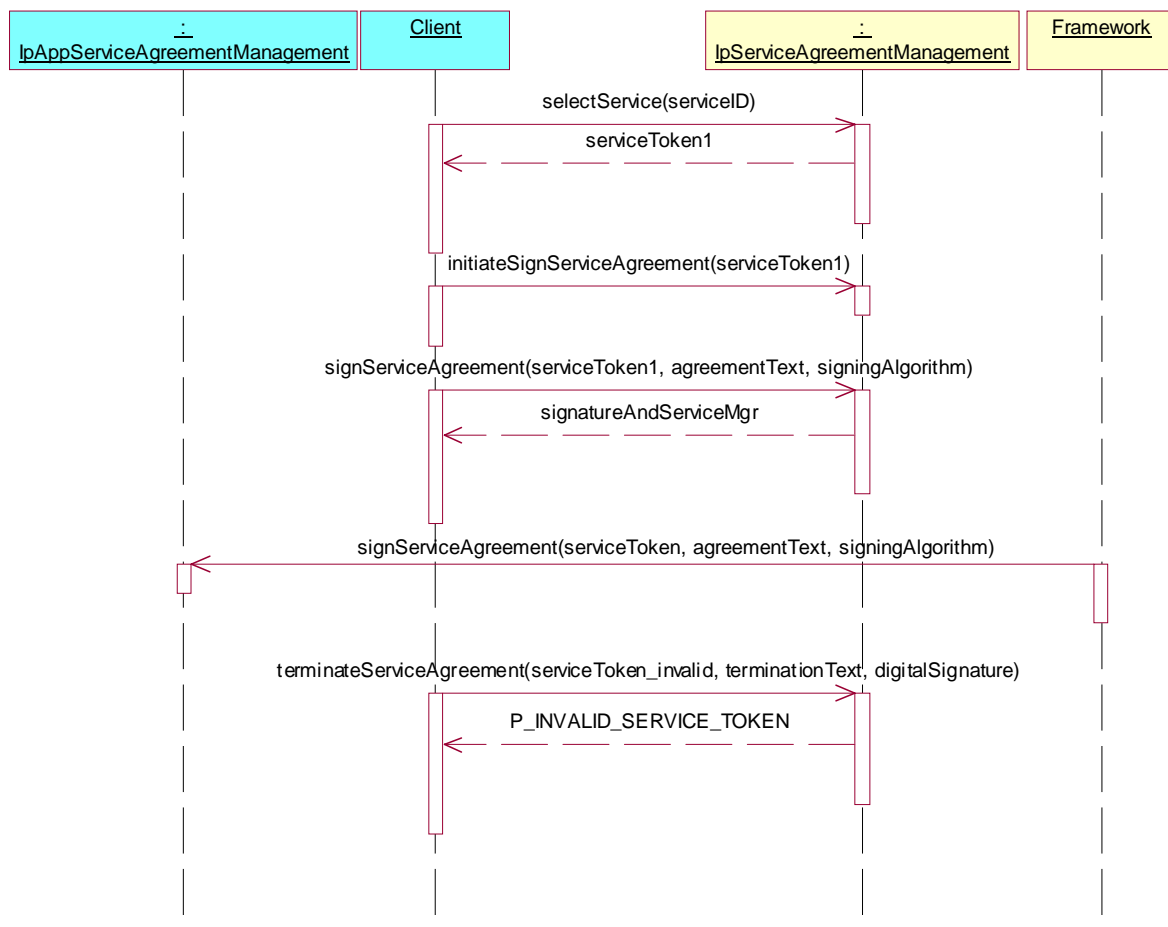 :
IpAppServiceAgreementManagement
Client
:
IpServiceAgreementManagement
Framework
selectService(serviceID)
serviceToken1
initiateSignServiceAgreement(serviceToken1)
signServiceAgreement(serviceToken1, agreementText, signingAlgorithm)
signatureAndServiceMgr
signServiceAgreement(serviceToken, agreementText, signingAlgorithm)
terminateServiceAgreement(serviceToken_invalid, terminationText, digitalSignature)
P_INVALID_SERVICE_TOKEN